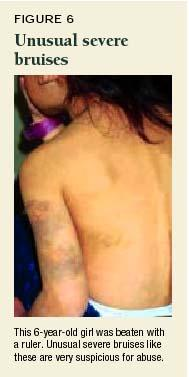 FIGURE 6
Unusual severe
bruises
This 6-year-old girl was beaten with
a ruler. Unusual severe bruises like
these are very suspicious for abuse.